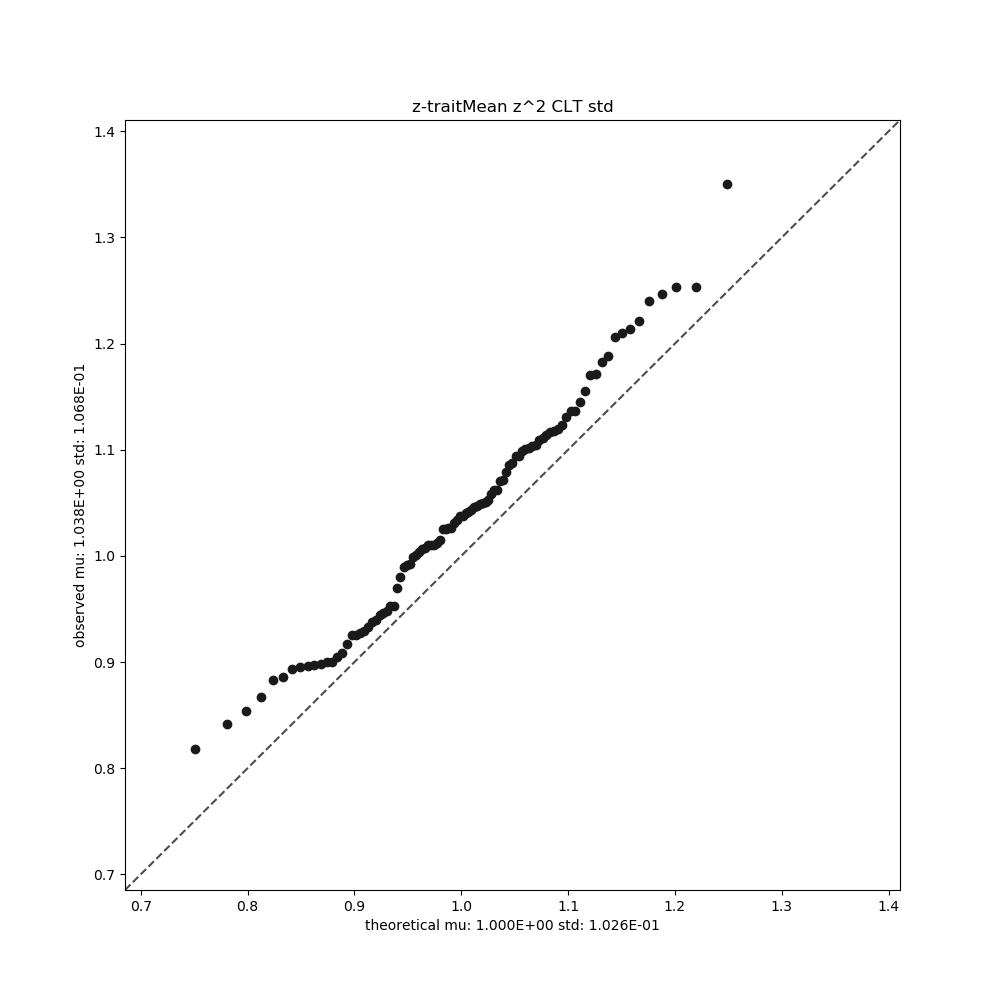 z-traitMean z^2 CLT std
1.4
1.3
1.2
1.1
1.0
0.9
0.8
0.7
observed mu: 1.038E+00 std: 1.068E-01
0.7 0.8 0.9 1.0 1.1 1.2 1.3 1.4
theoretical mu: 1.000E+00 std: 1.026E-01